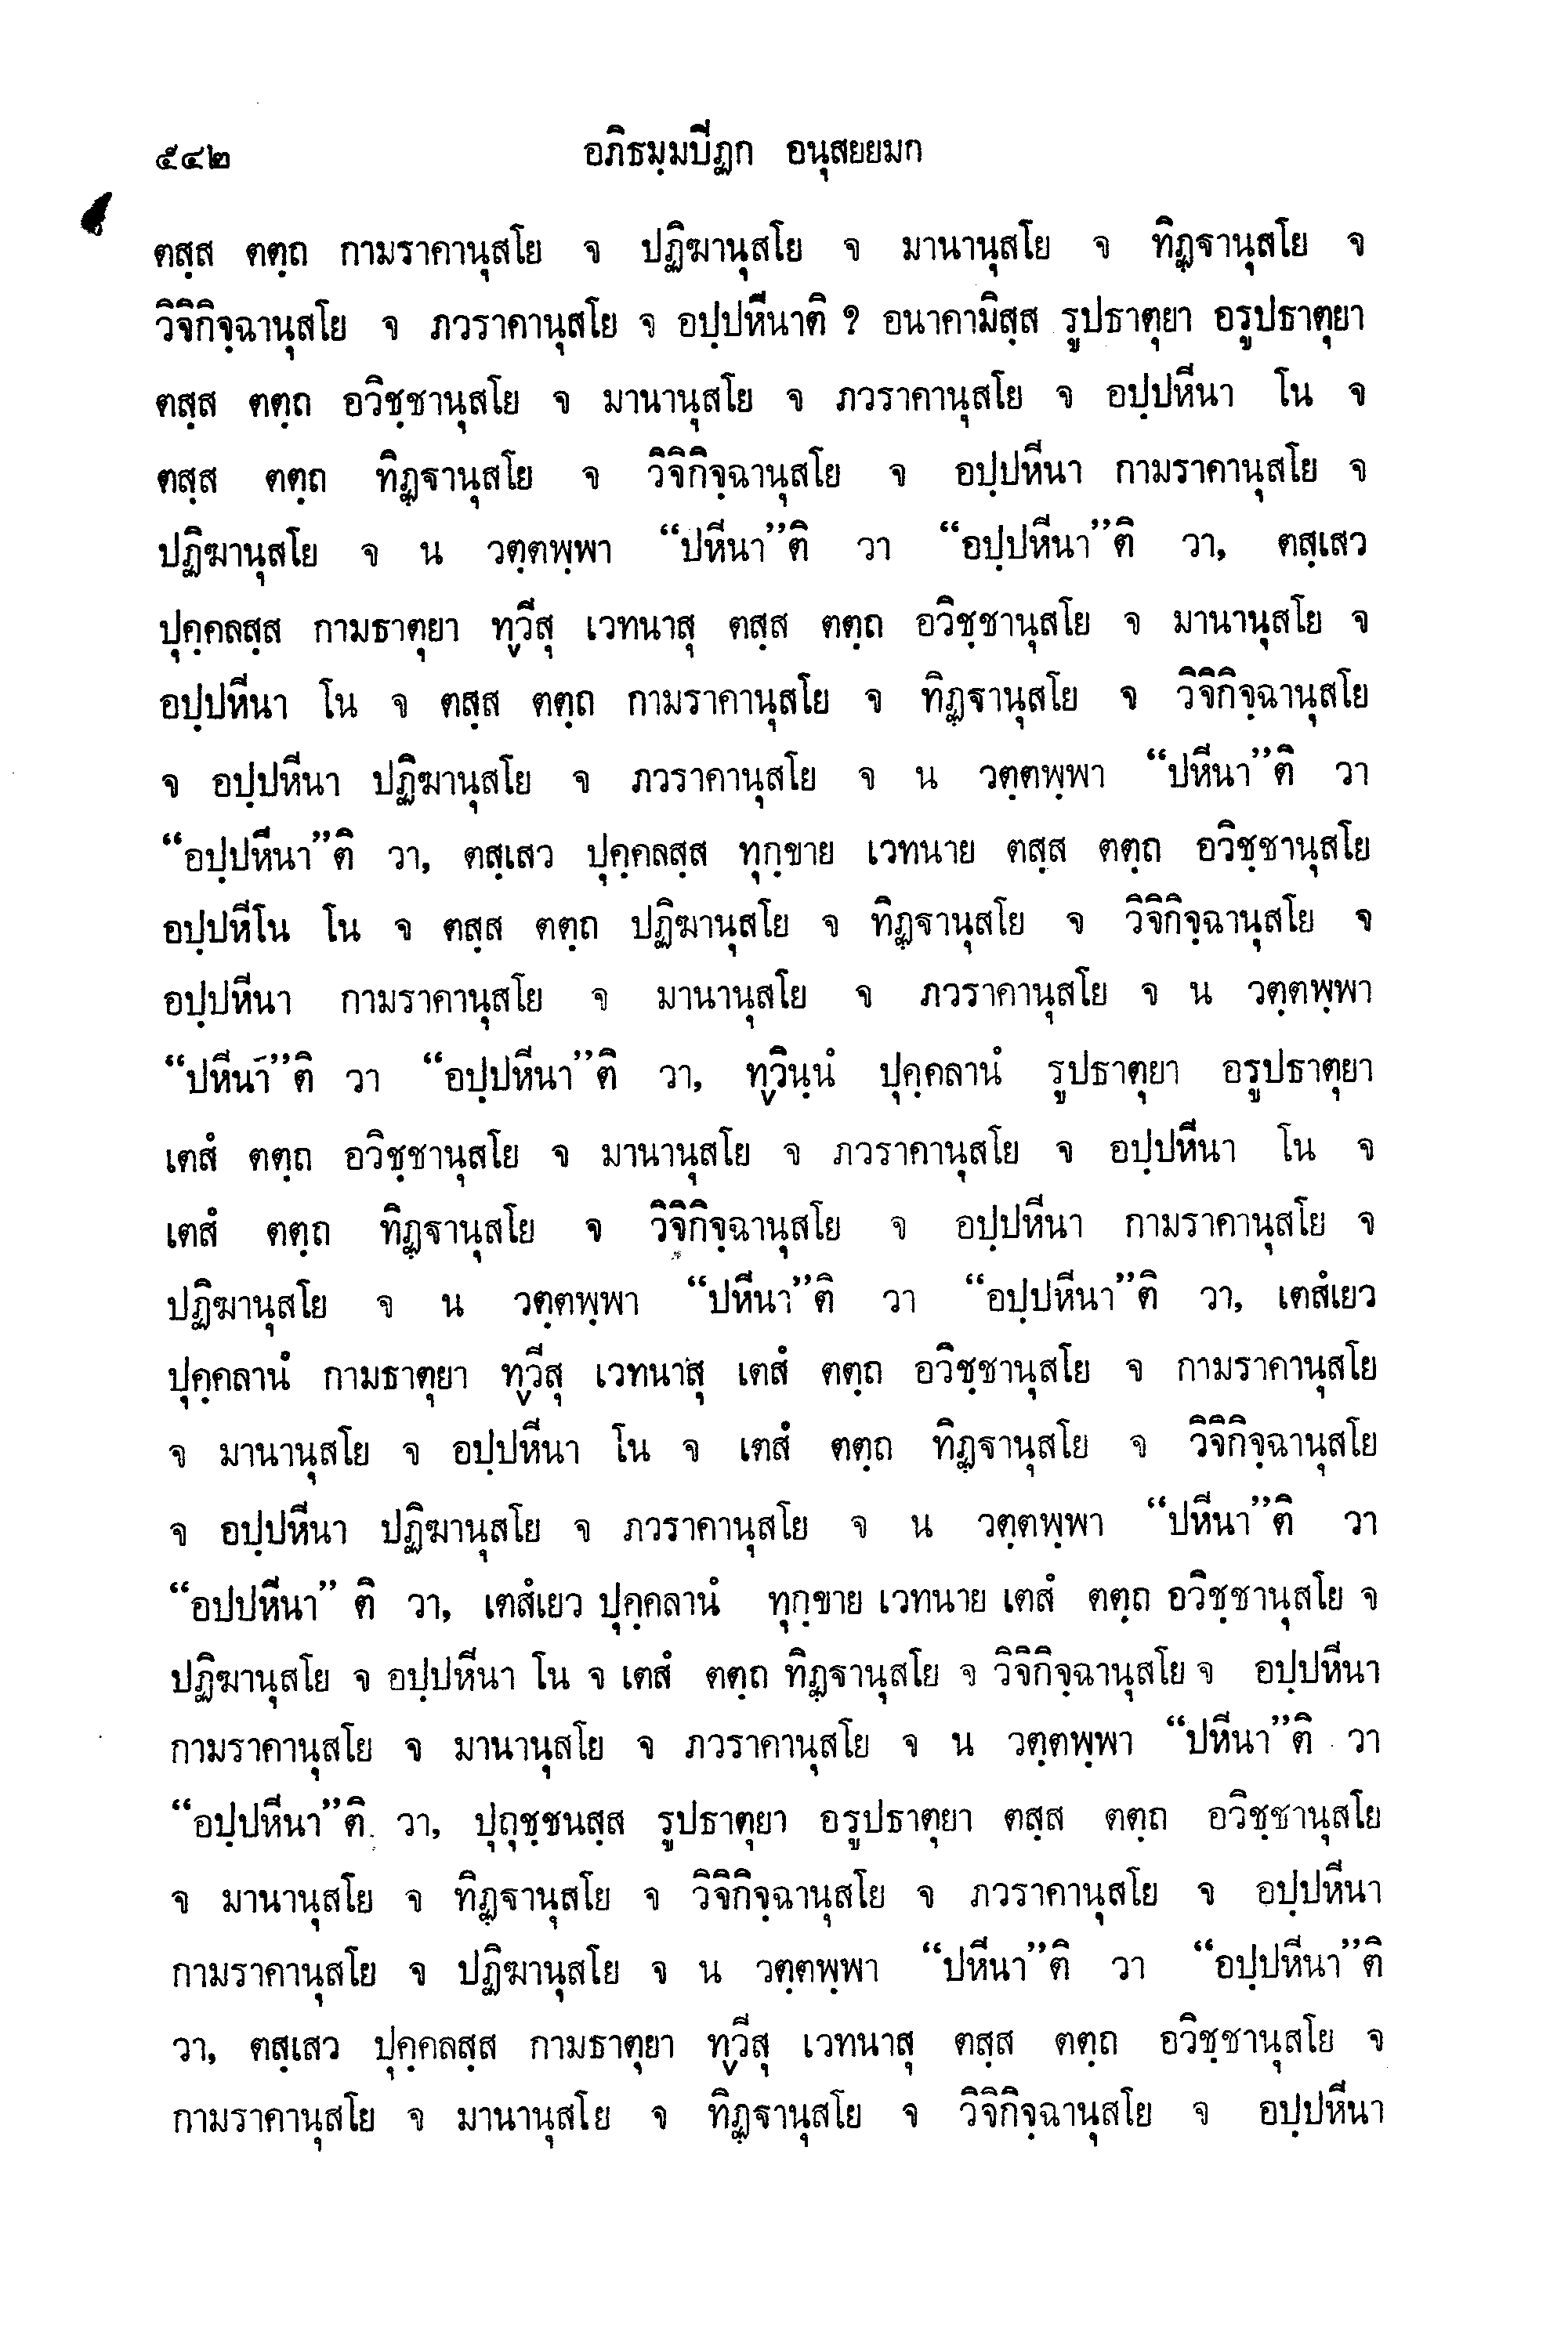 ๕๔๒ อภิธมฺมปีฏก อนุสยยมก
ตสฺส ตตฺถ กามราคานุสโย จ ปฏิฆานุสโย จ มานานุสโย จ ทิฏฺฐานุสโย จ
วิจิกิจฺฉานุสโย จ ภวราคานุสโย จ อปฺปหีนาติ ? อนาคามิสฺส รูปธาตุยา อรูปธาตุยา
ตสฺส ตตฺถ อวิชฺชานุสโย จ มานานุสโย จ ภวราคานุสโย จ อปฺปหีนา โน จ
ตสฺส ตตฺถ ทิฏฺฐานุสโย จ วิจิกิจฺฉานุสโย จ อปฺปหีนา กามราคานุสโย จ
ปฏิฆานุสโย จ น วตฺตพฺพา “ปหีนา”ติ วา “อปฺปหีนา”ติ วา, ตสฺเสว
ปุคฺคลสฺส กามธาตุยา ทฺวีสุ เวทนาสุ ตสฺส ตตฺถ อวิชฺชานุสโย จ มานานุสโย จ
อปฺปหีนา โน จ ตสฺส ตตฺถ กามราคานุสโย จ ทิฏฺฐานุสโย จ วิจิกิจฺฉานุสโย
จ อปฺปหีนา ปฏิฆานุสโย จ ภวราคานุสโย จ น วตฺตพฺพา “ปหีนา”ติ วา
“อปฺปหีนา”ติ วา, ตสฺเสว ปุคฺคลสฺส ทุกฺขาย เวทนาย ตสฺส ตตฺถ อวิชฺชานุสโย
อปฺปหีโน โน จ ตสฺส ตตฺถ ปฏิฆานุสโย จ ทิฏฺฐานุสโย จ วิจิกิจฺฉานุสโย จ
อปฺปหีนา กามราคานุสโย จ มานานุสโย จ ภวราคานุสโย จ น วตฺตพฺพา
“ปหีนา”ติ วา “อปฺปหีนา”ติ วา, ทฺวินฺนํ ปุคฺคลานํ รูปธาตุยา อรูปธาตุยา
เตสํ ตตฺถ อวิชฺชานุสโย จ มานานุสโย จ ภวราคานุสโย จ อปฺปหีนา โน จ
เตสํ ตตฺถ ทิฏฺฐานุสโย จ วิจิกิจฺฉานุสโย จ อปฺปหีนา กามราคานุสโย จ
ปฏิฆานุสโย จ น วตฺตพฺพา “ปหีนา”ติ วา “อปฺปหีนา”ติ วา, เตสํเยว
ปุคฺคลานํ กามธาตุยา ทฺวีสุ เวทนาสุ เตสํ ตตฺถ อวิชฺชานุสโย จ กามราคานุสโย
จ มานานุสโย จ อปฺปหีนา โน จ เตสํ ตตฺถ ทิฏฺฐานุสโย จ วิจิกิจฺฉานุสโย
จ อปฺปหีนา ปฏิฆานุสโย จ ภวราคานุสโย จ น วตฺตพฺพา “ปหีนา”ติ วา
“อปปหีนา” ติ วา, เตสํเยว ปุคฺคลานํ ทุกฺขาย เวทนาย เตสํ ตตฺถ อวิชฺชานุสโย จ
ปฏิฆานุสโย จ อปฺปหีนา โน จ เตสํ ตตฺถ ทิฏฺฐานุสโย จ วิจิกิจฺฉานุสโย จ อปฺปหีนา
กามราคานุสโย จ มานานุสโย จ ภวราคานุสโย จ น วตฺตพฺพา “ปหีนา”ติ วา
“อปฺปหีนา”ติ วา, ปุถุชฺชนสฺส รูปธาตุยา อรูปธาตุยา ตสฺส ตตฺถ อวิชฺชานุสโย
จ มานานุสโย จ ทิฏฺฐานุสโย จ วิจิกิจฺฉานุสโย จ ภวราคานุสโย จ อปฺปหีนา
กามราคานุสโย จ ปฏิฆานุสโย จ น วตฺตพฺพา “ปหีนา”ติ วา “อปฺปหีนา”ติ
วา, ตสฺเสว ปุคฺคลสฺส กามธาตุยา ทฺวีสุ เวทนาสุ ตสฺส ตตฺถ อวิชฺชานุสโย จ
กามราคานุสโย จ มานานุสโย จ ทิฏฺฐานุสโย จ วิจิกิจฺฉานุสโย จ อปฺปหีนา